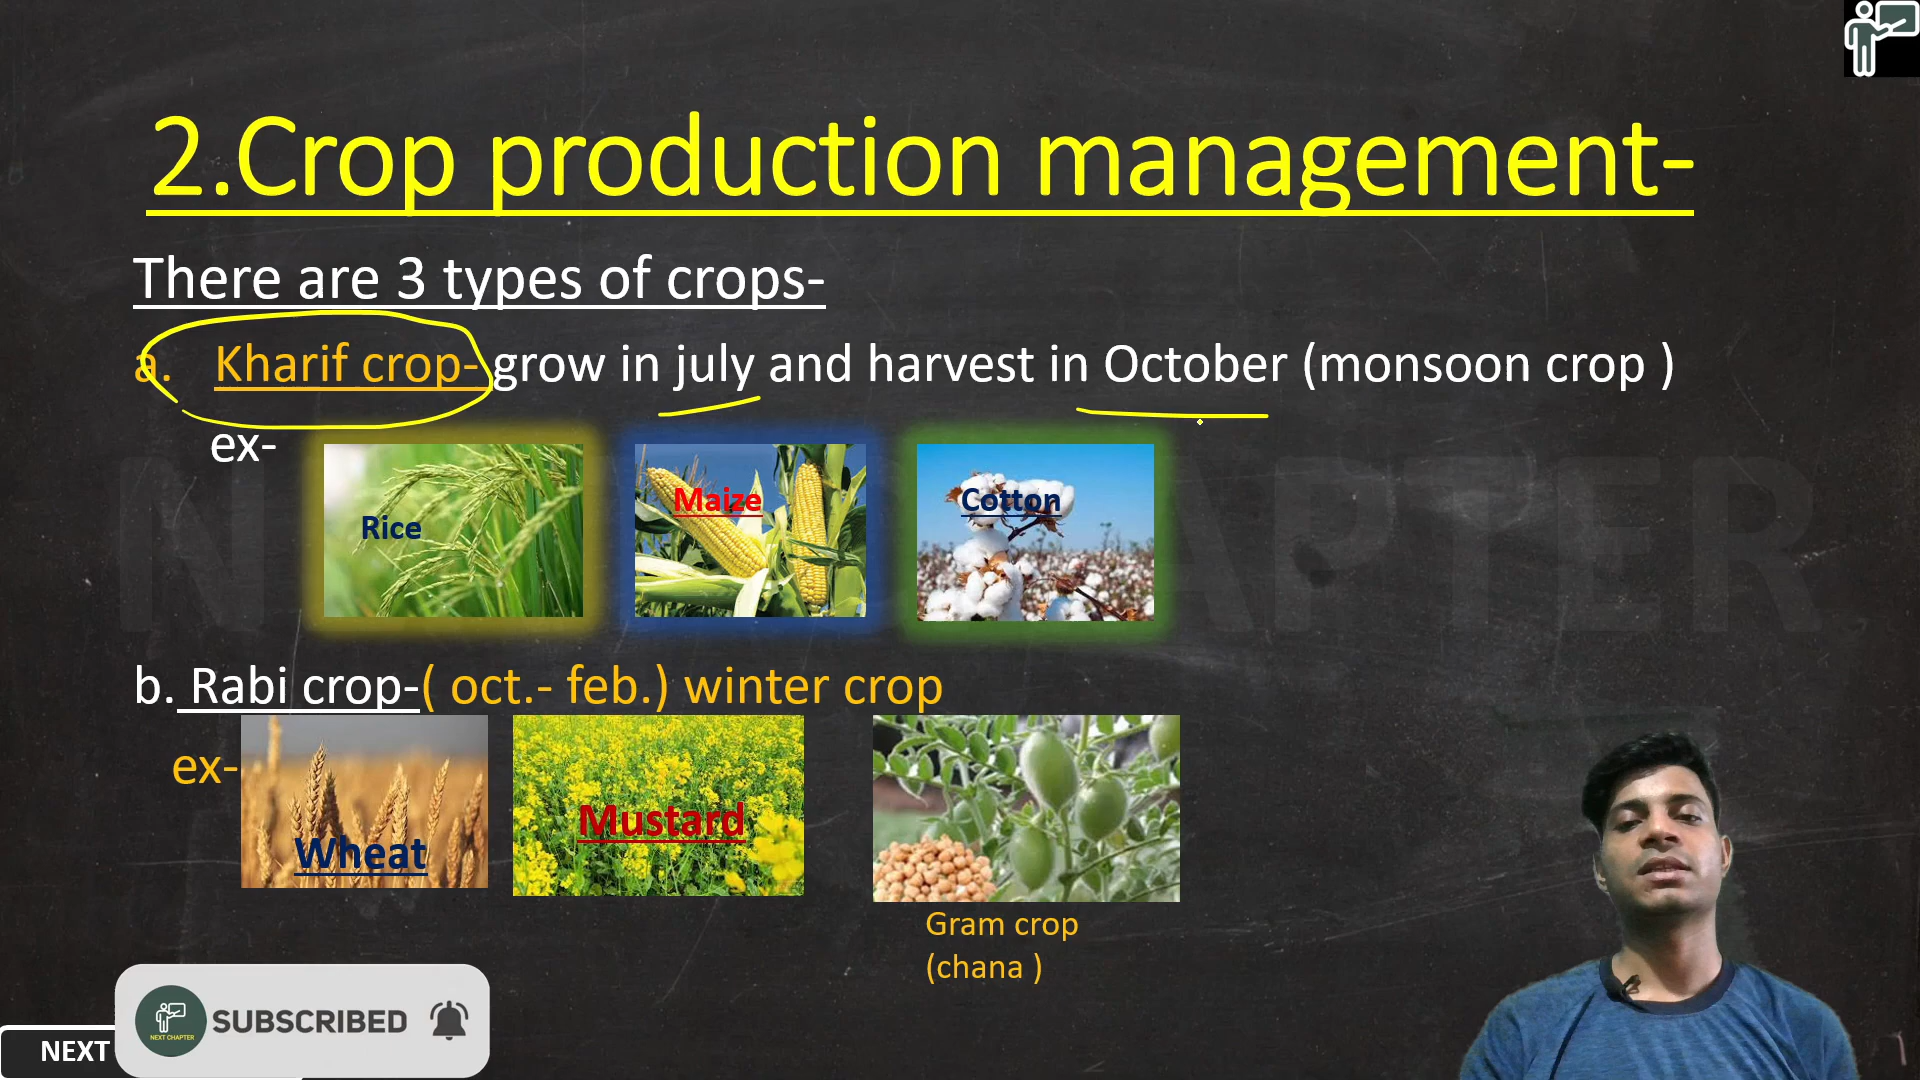 2.Crop production management-
There are 3 types of crops-
a. Kharif crop- grow in july and harvest in October (monsoon crop )
ex-
Rice
Maize
Cotton
b. Rabi crop-( oct.- feb.) winter crop
ex-
Wheat
Mustard
Gram crop
(chana )
NEXT CHAPTER
SUBSCRIBED
NEXT